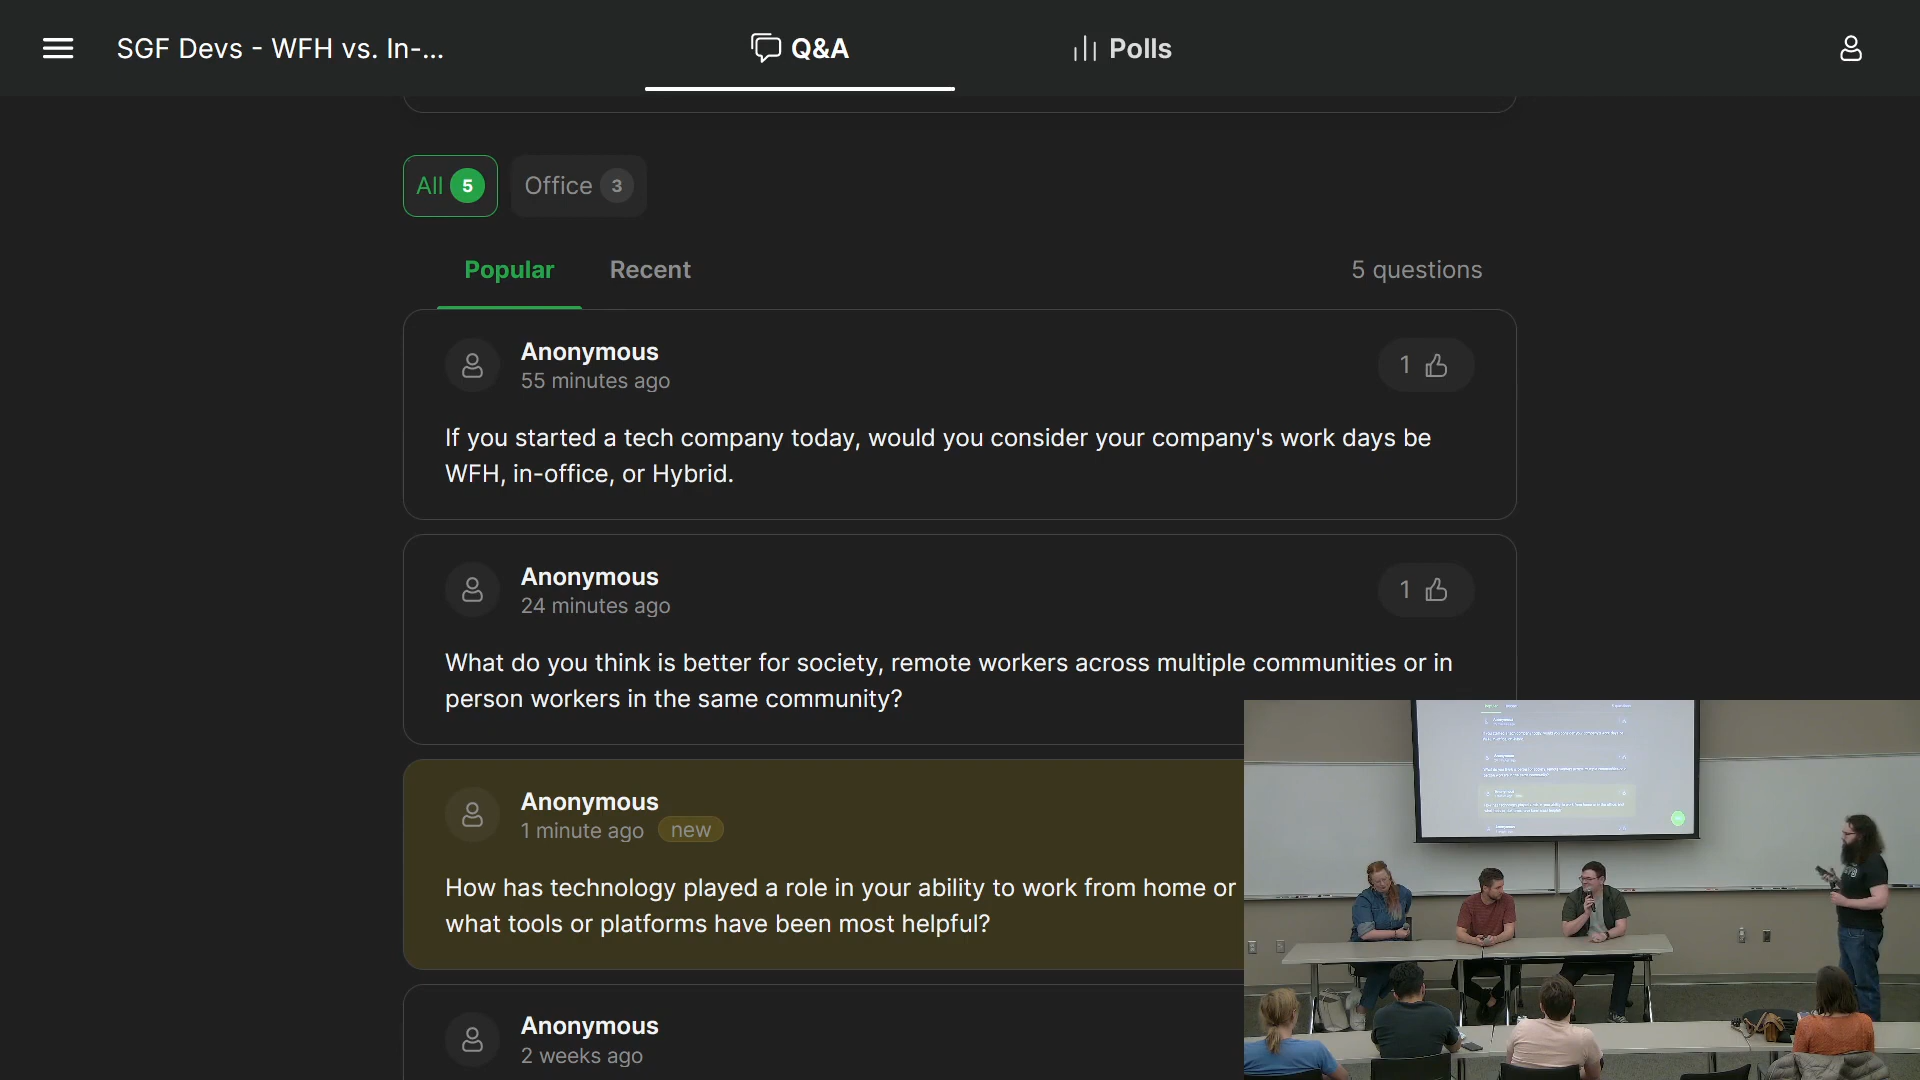 SGF Devs - WFH vs. In-...
Q&A
Polls
All 5
Office 3
Popular
Recent
5 questions
Anonymous
55 minutes ago
1
If you started a tech company today, would you consider your company's work days be
WFH, in-office, or Hybrid.
Anonymous
24 minutes ago
1
What do you think is better for society, remote workers across multiple communities or in
person workers in the same community?
Anonymous
1 minute ago new
How has technology played a role in your ability to work from home or
what tools or platforms have been most helpful?
Anonymous
2 weeks ago